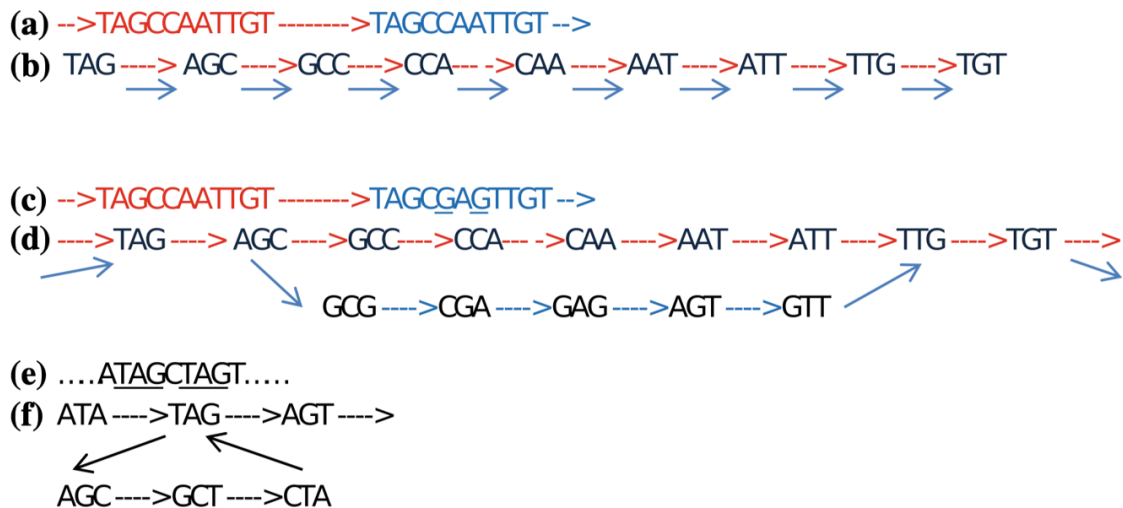 (a) -->TAGCCAATTGT-------->TAGCCAATTGT-->
(b) TAG---->AGC---->GCC---->CCA--- ->CAA---->AAT---->ATT---->TTG---->TGT
(c) -->TAGCCAATTGT-------->TAGCGAGTTGT-->
(d) ---->TAG---->AGC---->GCC---->CCA--- ->CAA---->AAT---->ATT---->TTG---->TGT---->
GCG---->CGA---->GAG---->AGT---->GTT
(e) ....ATAGCTAGT.....
(f) ATA---->TAG---->AGT---->
AGC---->GCT---->CTA